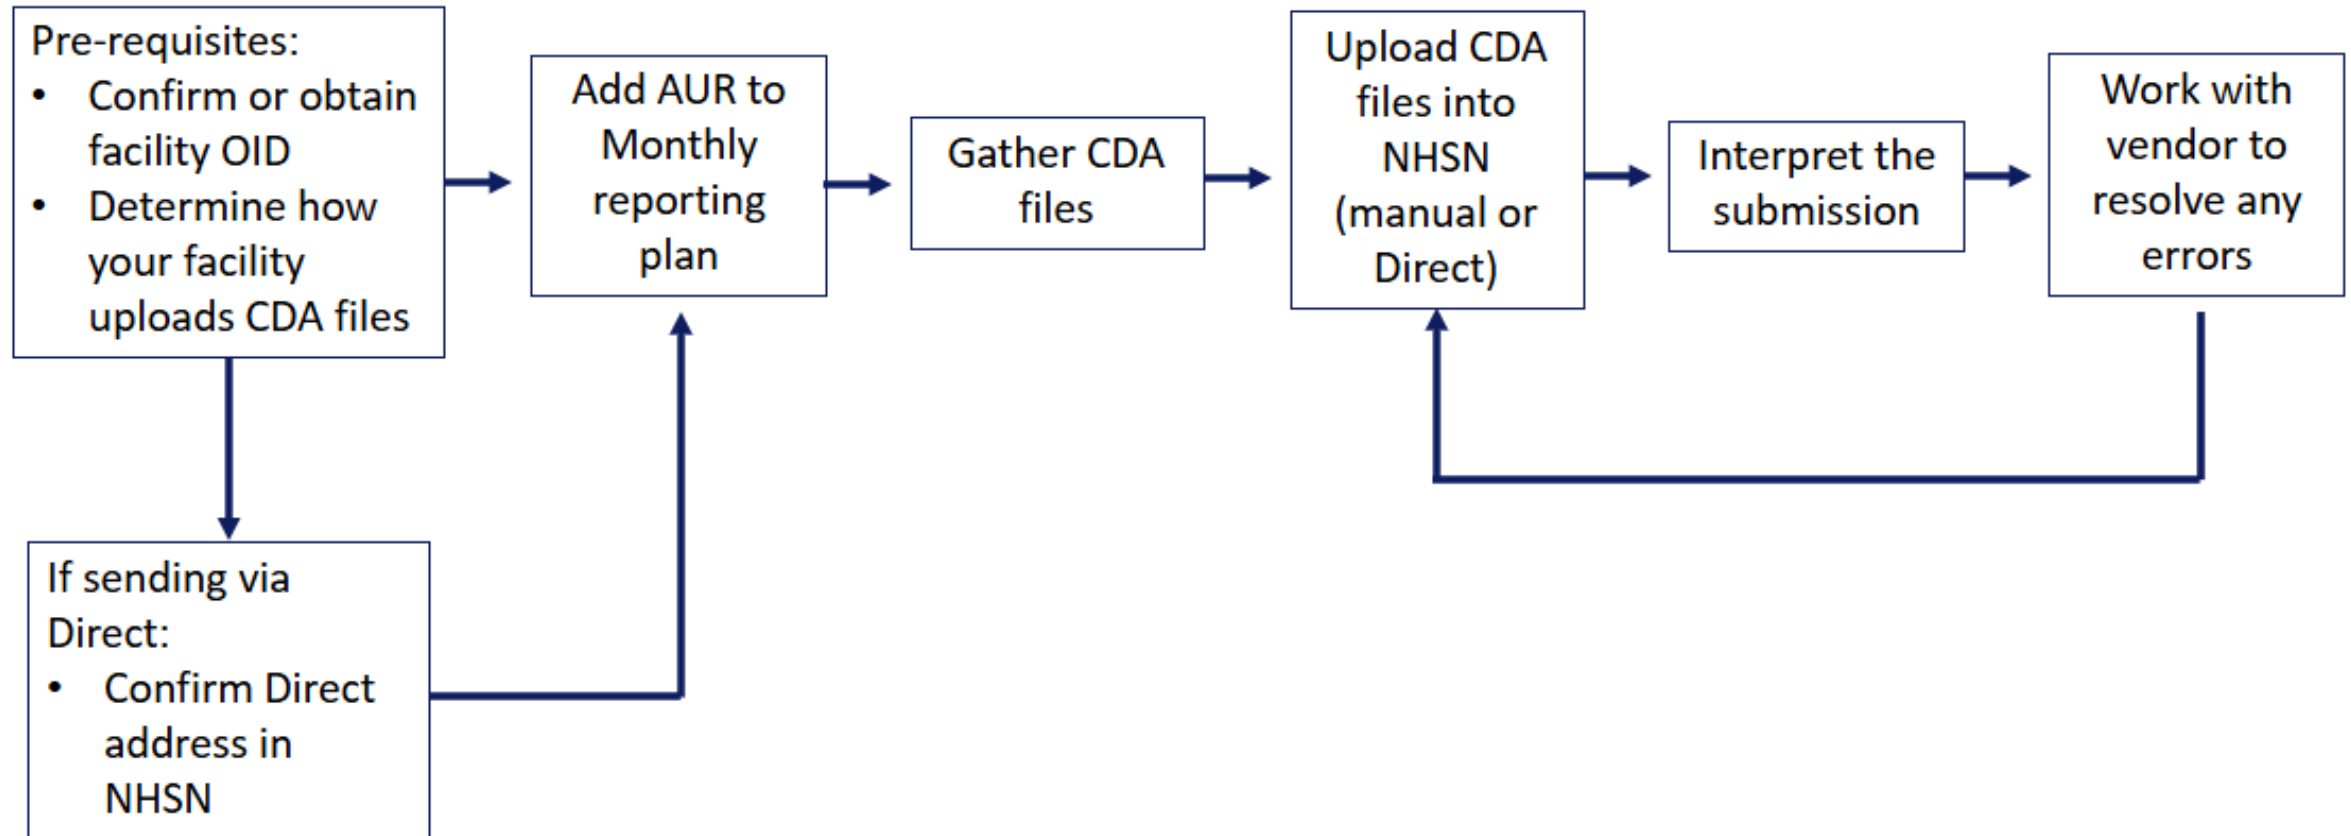 Pre-requisites:
• Confirm or obtain
facility OID
• Determine how
your facility
uploads CDA files
Add AUR to
Monthly
reporting
plan
Gather CDA
files
Upload CDA
files into
NHSN
(manual or
Direct)
Interpret the
submission
Work with
vendor to
resolve any
errors
If sending via
Direct:
• Confirm Direct
address in
NHSN